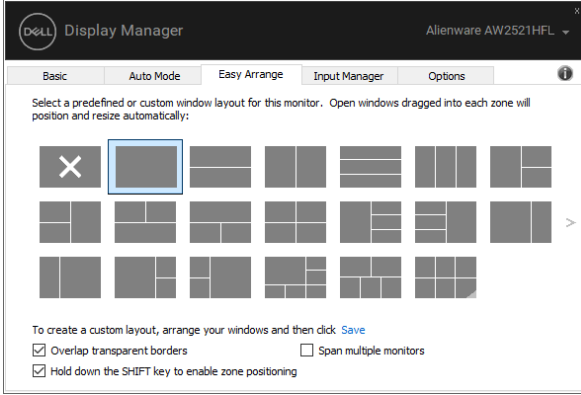 DELL Display Manager
Alienware AW2521HFL
Basic
Auto Mode
Easy Arrange
Input Manager
Options
Select a predefined or custom window layout for this monitor. Open windows dragged into each zone will
position and resize automatically:
To create a custom layout, arrange your windows and then click Save
Overlap transparent borders
Span multiple monitors
Hold down the SHIFT key to enable zone positioning